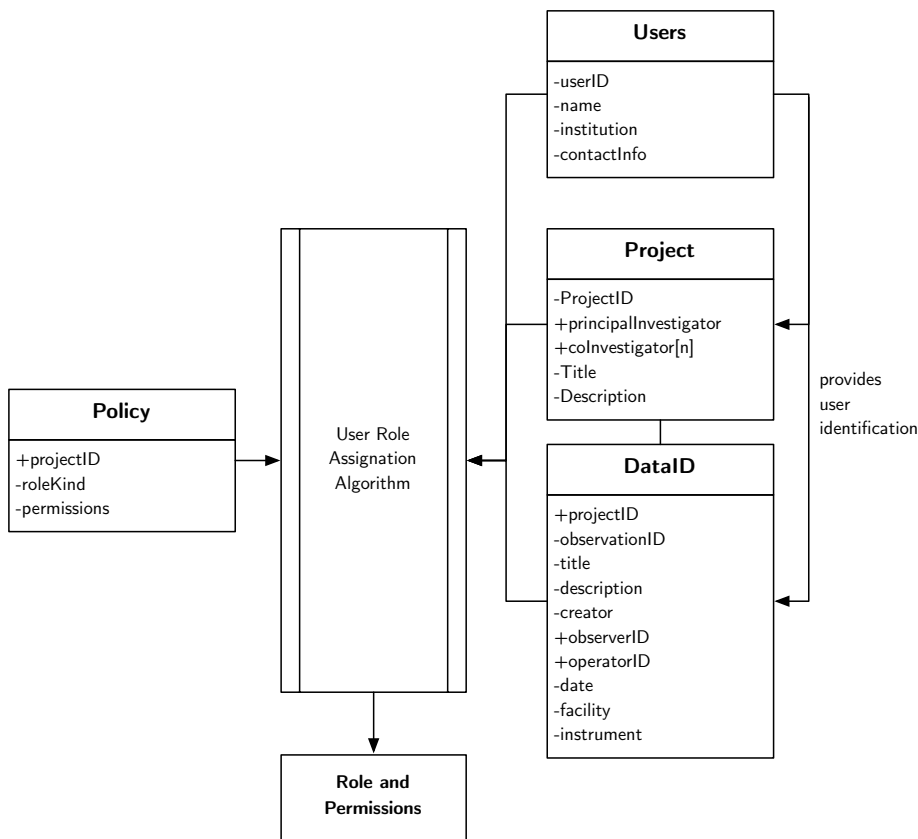 Users
-userID
-name
-institution
-contactInfo
Project
-ProjectID
+principalInvestigator
+coInvestigator[n]
-Title
-Description
provides
user
identification
Policy
+projectID
-roleKind
-permissions
User Role
Assignation
Algorithm
DataID
+projectID
-observationID
-title
-description
-creator
+observerID
+operatorID
-date
-facility
-instrument
Role and
Permissions